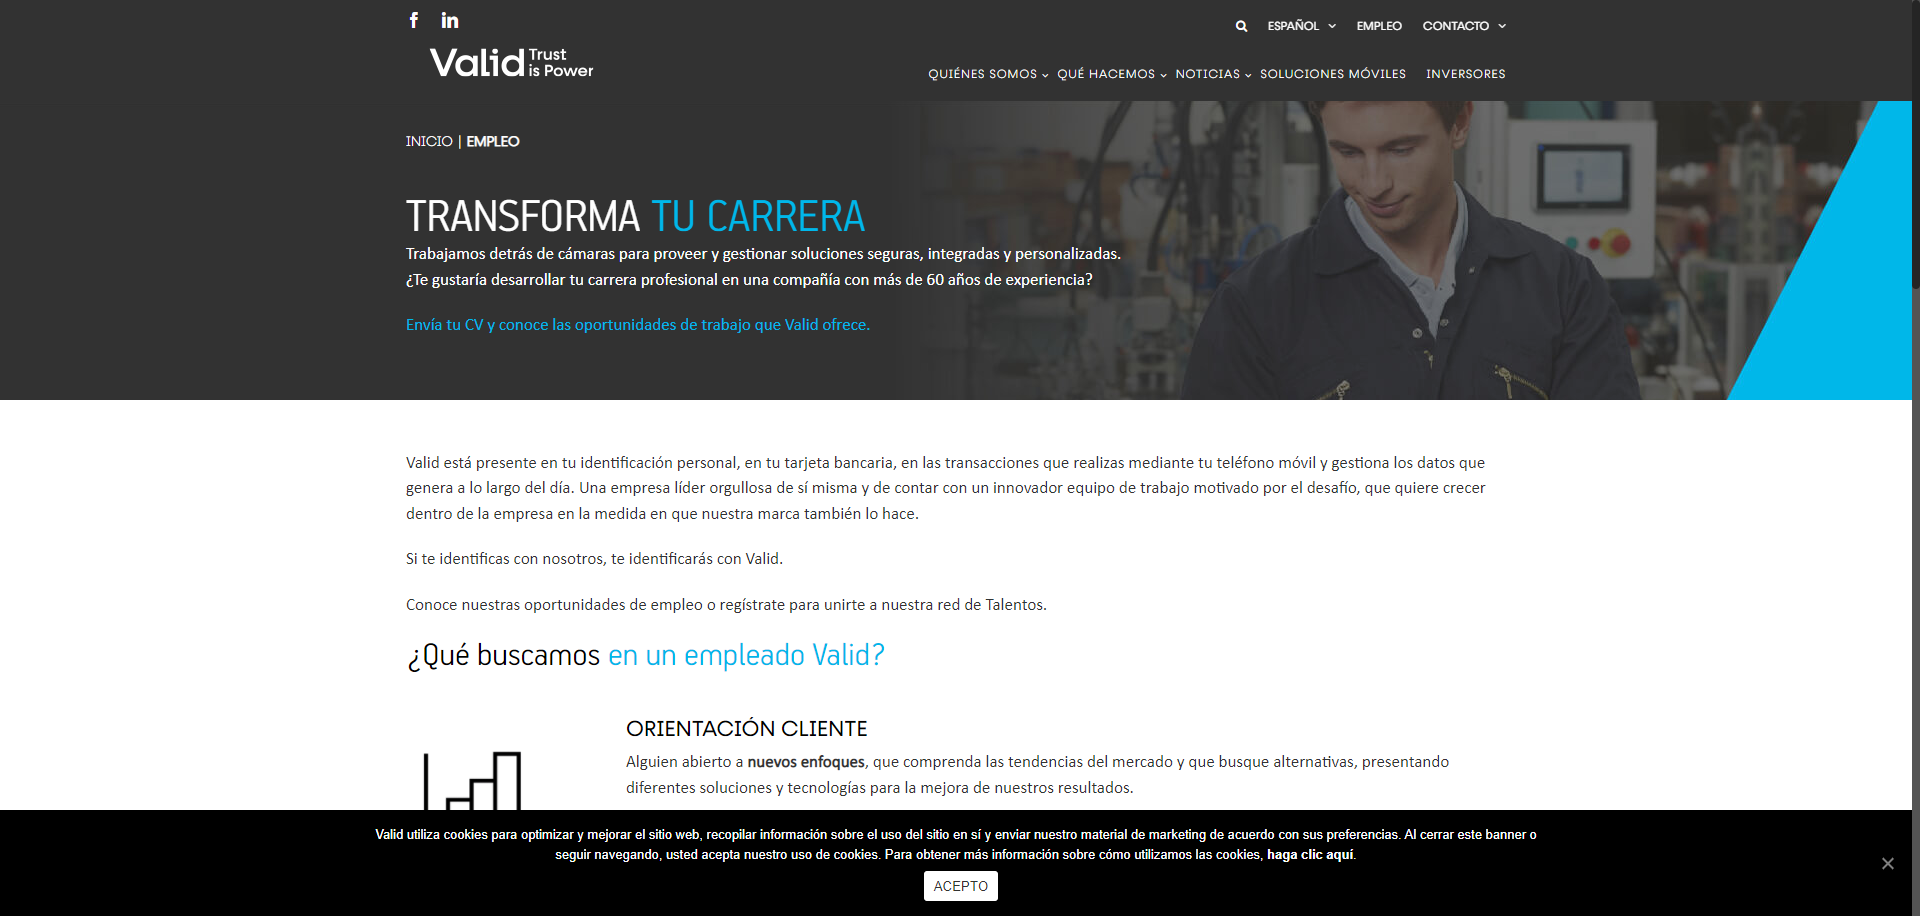 ESPAÑOL
EMPLEO
CONTACTO
Valid Trust is Power
QUIÉNES SOMOS
QUÉ HACEMOS
NOTICIAS
SOLUCIONES MÓVILES
INVERSORES
INICIO | EMPLEO
TRANSFORMA TU CARRERA
Trabajamos detrás de cámaras para proveer y gestionar soluciones seguras, integradas y personalizadas.
¿Te gustaría desarrollar tu carrera profesional en una compañía con más de 60 años de experiencia?
Envía tu CV y conoce las oportunidades de trabajo que Valid ofrece.
Valid está presente en tu identificación personal, en tu tarjeta bancaria, en las transacciones que realizas mediante tu teléfono móvil y gestiona los datos que
genera a lo largo del día. Una empresa líder orgullosa de sí misma y de contar con un innovador equipo de trabajo motivado por el desafío, que quiere crecer
dentro de la empresa en la medida en que nuestra marca también lo hace.
Si te identificas con nosotros, te identificarás con Valid.
Conoce nuestras oportunidades de empleo o regístrate para unirte a nuestra red de Talentos.
¿Qué buscamos en un empleado Valid?
ORIENTACIÓN CLIENTE
Alguien abierto a nuevos enfoques, que comprenda las tendencias del mercado y que busque alternativas, presentando
diferentes soluciones y tecnologías para la mejora de nuestros resultados.
Valid utiliza cookies para optimizar y mejorar el sitio web, recopilar información sobre el uso del sitio en sí y enviar nuestro material de marketing de acuerdo con sus preferencias. Al cerrar este banner o
seguir navegando, usted acepta nuestro uso de cookies. Para obtener más información sobre cómo utilizamos las cookies, haga clic aquí.
ACEPTO